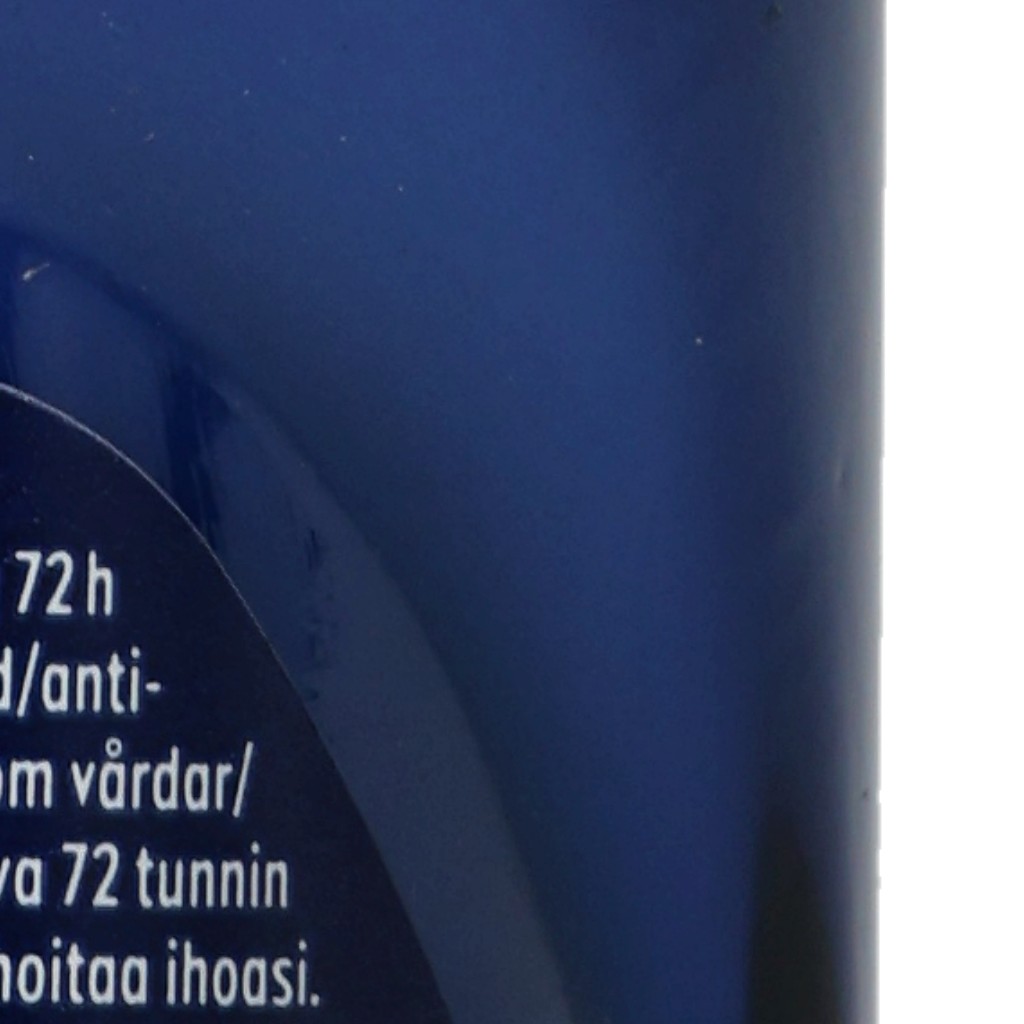 72 h
d/anti-
om vårdar/
va 72 tunnin
hoitaa ihoasi.